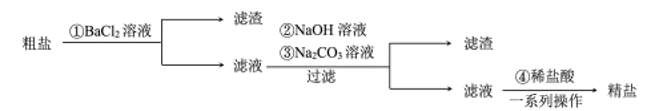 粗盐
①BaCl₂溶液
滤渣
滤液
②NaOH 溶液
③Na₂CO₃溶液
过滤
滤渣
滤液
④稀盐酸
一系列操作
精盐